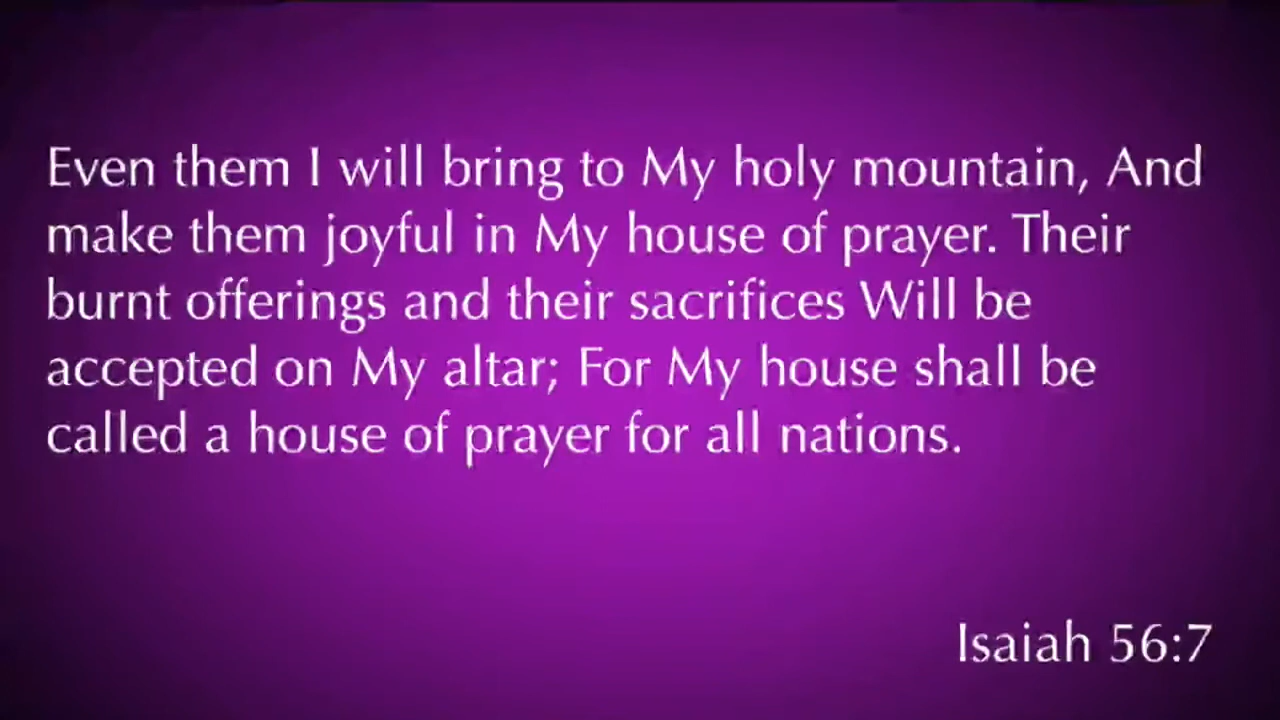 Even them I will bring to My holy mountain, And
make them joyful in My house of prayer. Their
burnt offerings and their sacrifices Will be
accepted on My altar; For My house shall be
called a house of prayer for all nations.
Isaiah 56:7